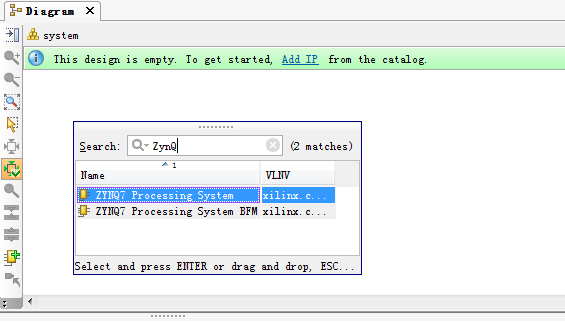 Diagram
system
This design is empty. To get started, Add IP from the catalog.
Search: ZynQ (2 matches)
Name 1 VLNV
ZYNQ7 Processing System xilinx.c...
ZYNQ7 Processing System BFM xilinx.c...
Select and press ENTER or drag and drop, ESC...